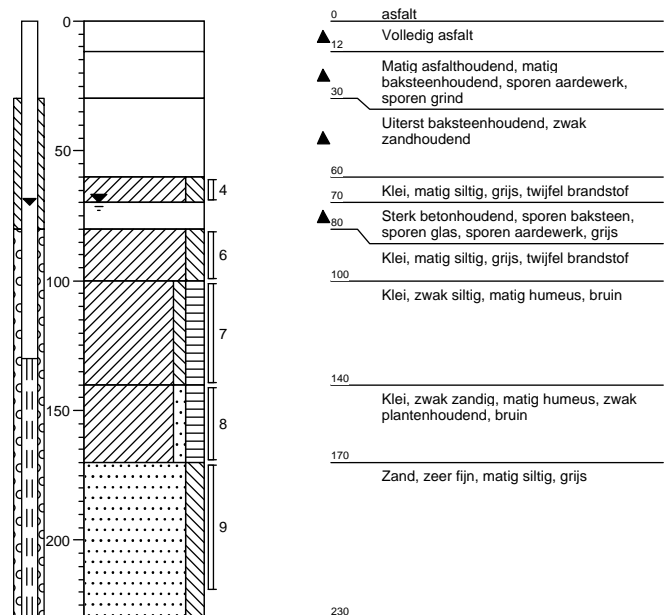 0
50
100
150
200
4
6
7
8
9
0
asfalt
Volledig asfalt
12
Matig asfalthoudend, matig
baksteenhoudend, sporen aardewerk,
sporen grind
30
Uiterst baksteenhoudend, zwak
zandhoudend
60
Klei, matig siltig, grijs, twijfel brandstof
70
Sterk betonhoudend, sporen baksteen,
sporen glas, sporen aardewerk, grijs
80
Klei, matig siltig, grijs, twijfel brandstof
100
Klei, zwak siltig, matig humeus, bruin
140
Klei, zwak zandig, matig humeus, zwak
plantenhoudend, bruin
170
Zand, zeer fijn, matig siltig, grijs
230